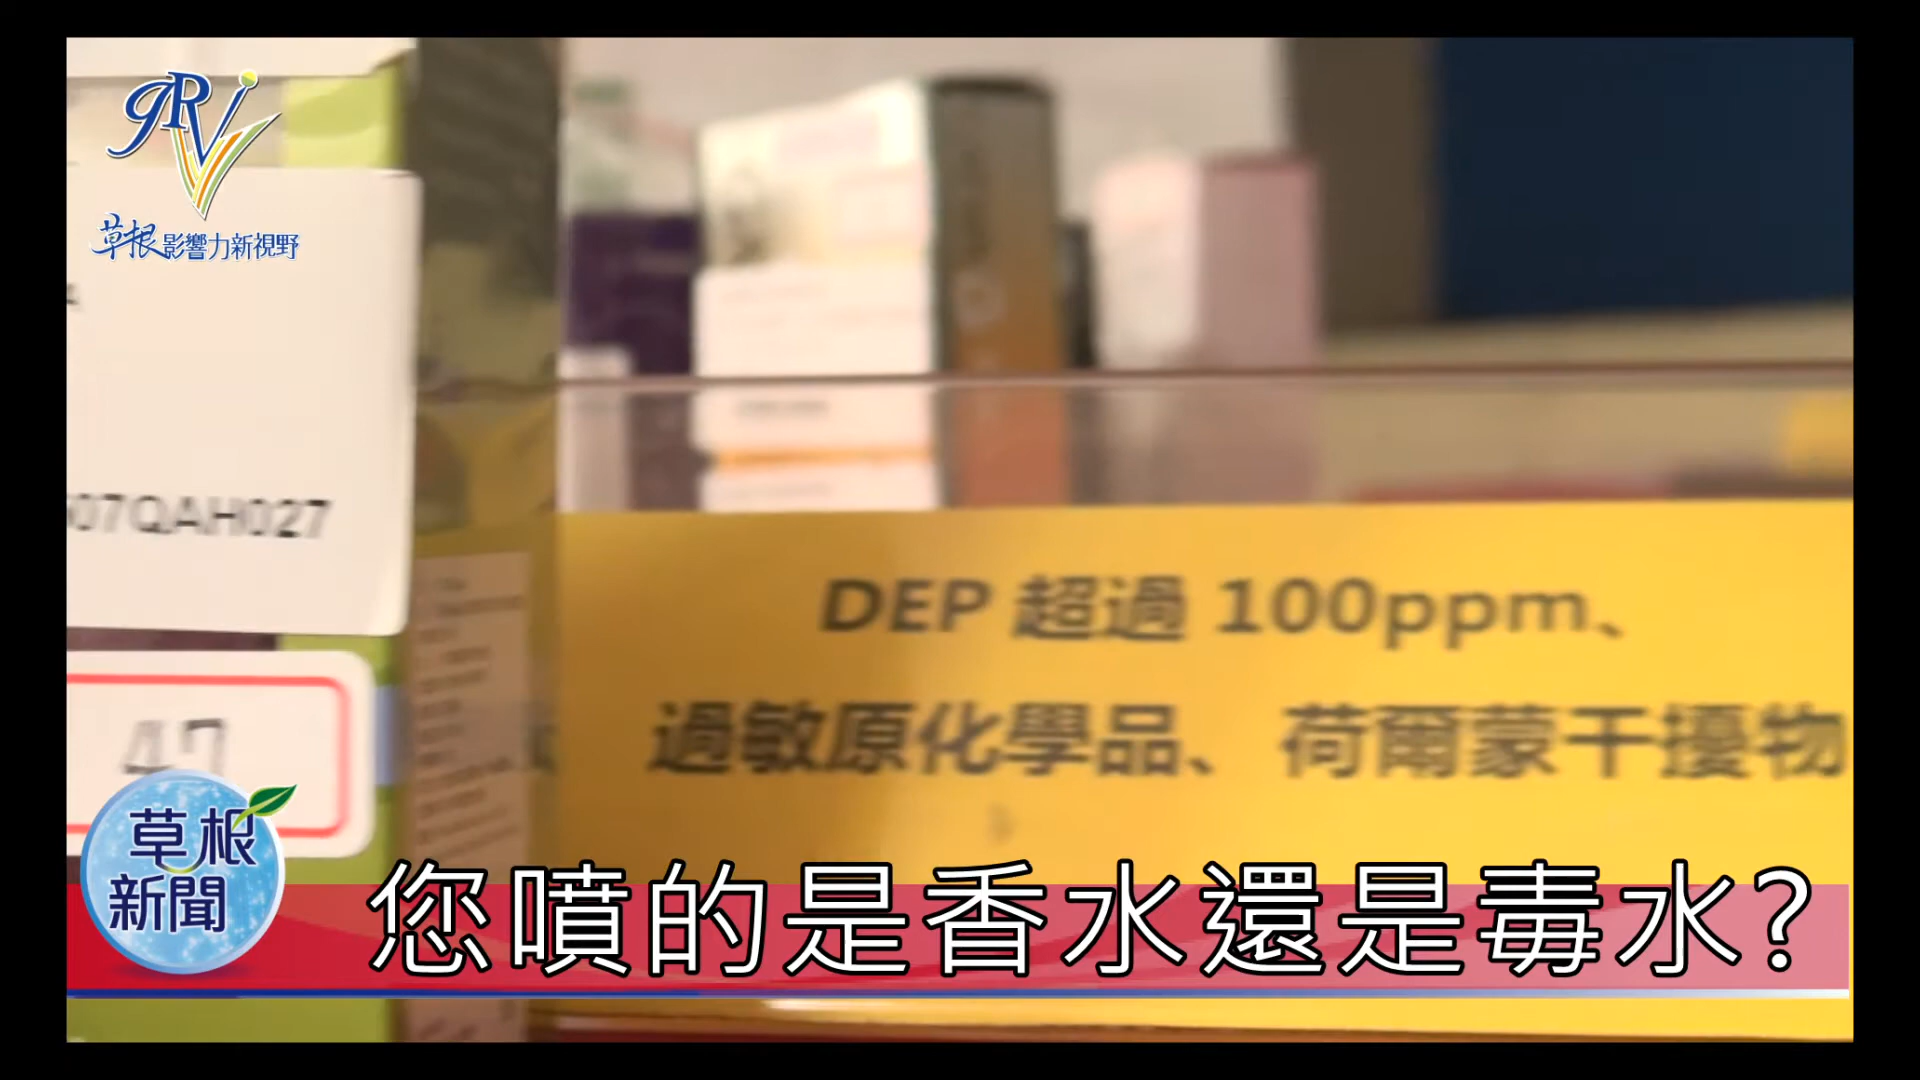 gRV
草根影響力新視野
607QAH027
DEP 超過 100ppm、
過敏原化學品、荷爾蒙干擾物
47
草根
新聞
您噴的是香水還是毒水?